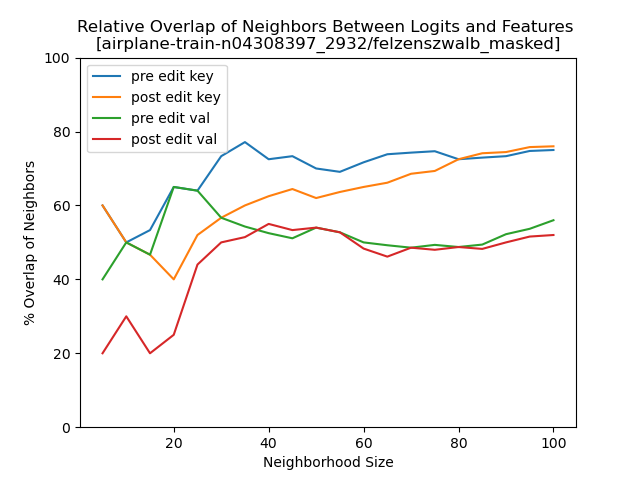 Relative Overlap of Neighbors Between Logits and Features
[airplane-train-n04308397_2932/felzenszwalb_masked]
100
80
60
40
20
0
% Overlap of Neighbors
pre edit key
post edit key
pre edit val
post edit val
20 40 60 80 100
Neighborhood Size